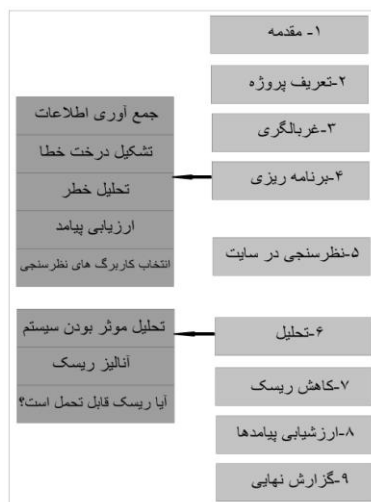 ۱- مقدمه
۲-تعریف پروژه
۳-غربالگری
۴-برنامه ریزی
جمع آوری اطلاعات
تشکیل درخت خطا
تحلیل خطر
ارزیابی پیامد
انتخاب کاربرگ های نظرسنجی
۵-نظرسنجی در سایت
۶-تحلیل
تحلیل موثر بودن سیستم
آنالیز ریسک
آیا ریسک قابل تحمل است؟
۷-کاهش ریسک
۸-ارزشیابی پیامدها
۹-گزارش نهایی